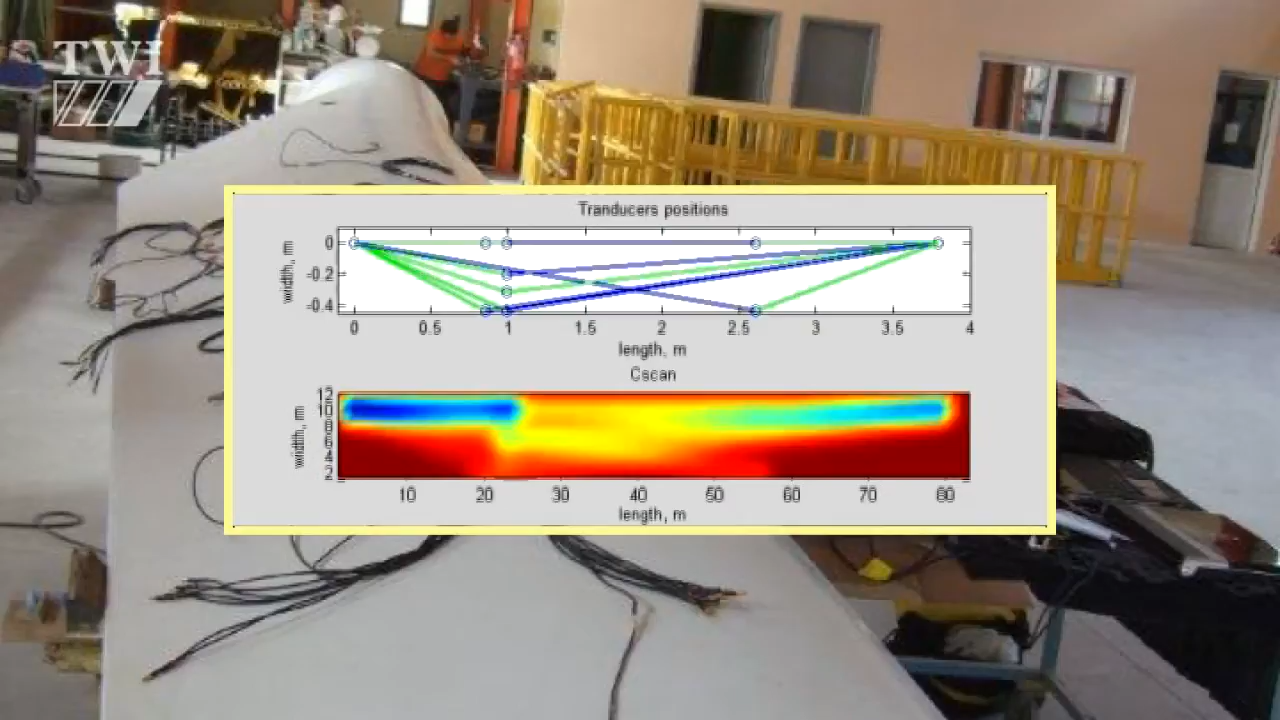 TWI
Tranducers positions
0
-0.2
-0.4
width, m
0 0.5 1 1.5 2 2.5 3 3.5 4
length, m
Cscan
12
10
8
6
4
2
width, m
10 20 30 40 50 60 70 80
length, m